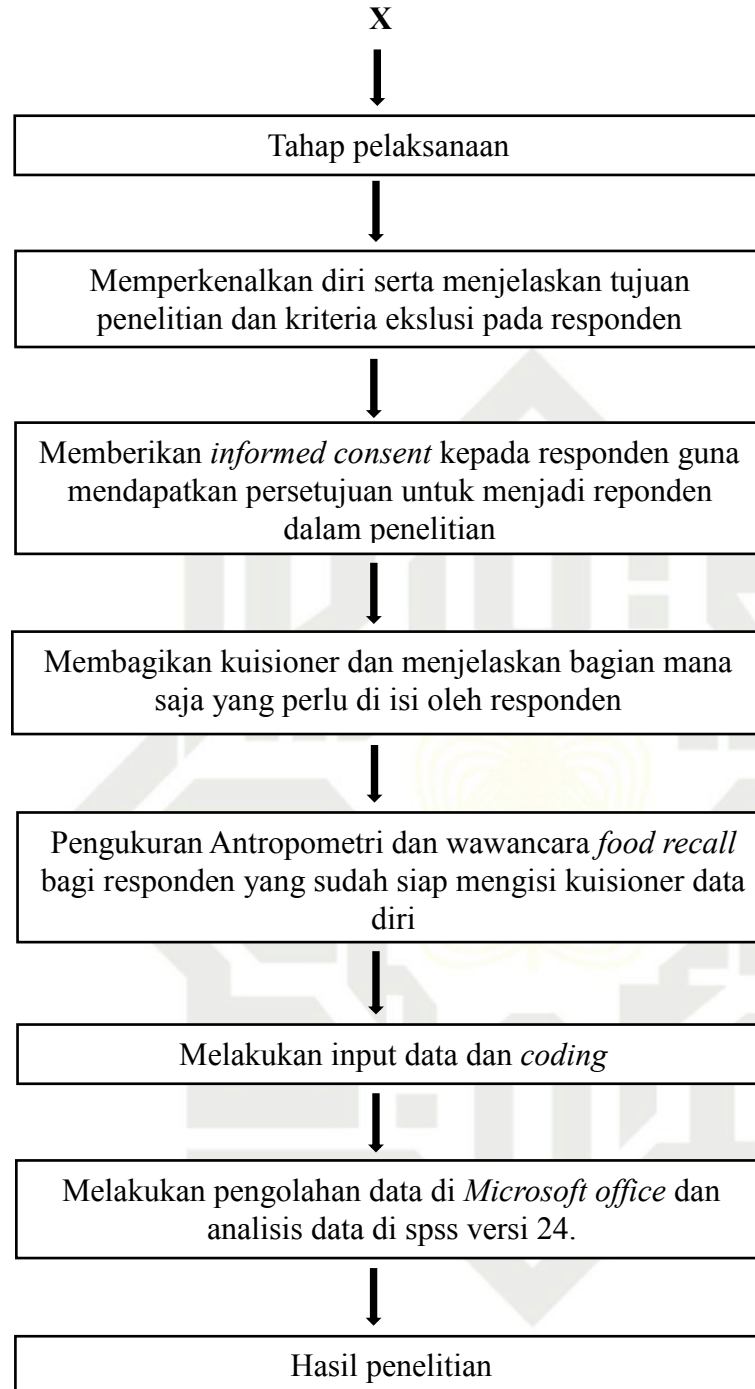 X
Tahap pelaksanaan
Memperkenalkan diri serta menjelaskan tujuan
penelitian dan kriteria ekslusi pada responden
Memberikan informed consent kepada responden guna
mendapatkan persetujuan untuk menjadi reponden
dalam penelitian
Membagikan kuisioner dan menjelaskan bagian mana
saja yang perlu di isi oleh responden
Pengukuran Antropometri dan wawancara food recall
bagi responden yang sudah siap mengisi kuisioner data
diri
Melakukan input data dan coding
Melakukan pengolahan data di Microsoft office dan
analisis data di spss versi 24.
Hasil penelitian